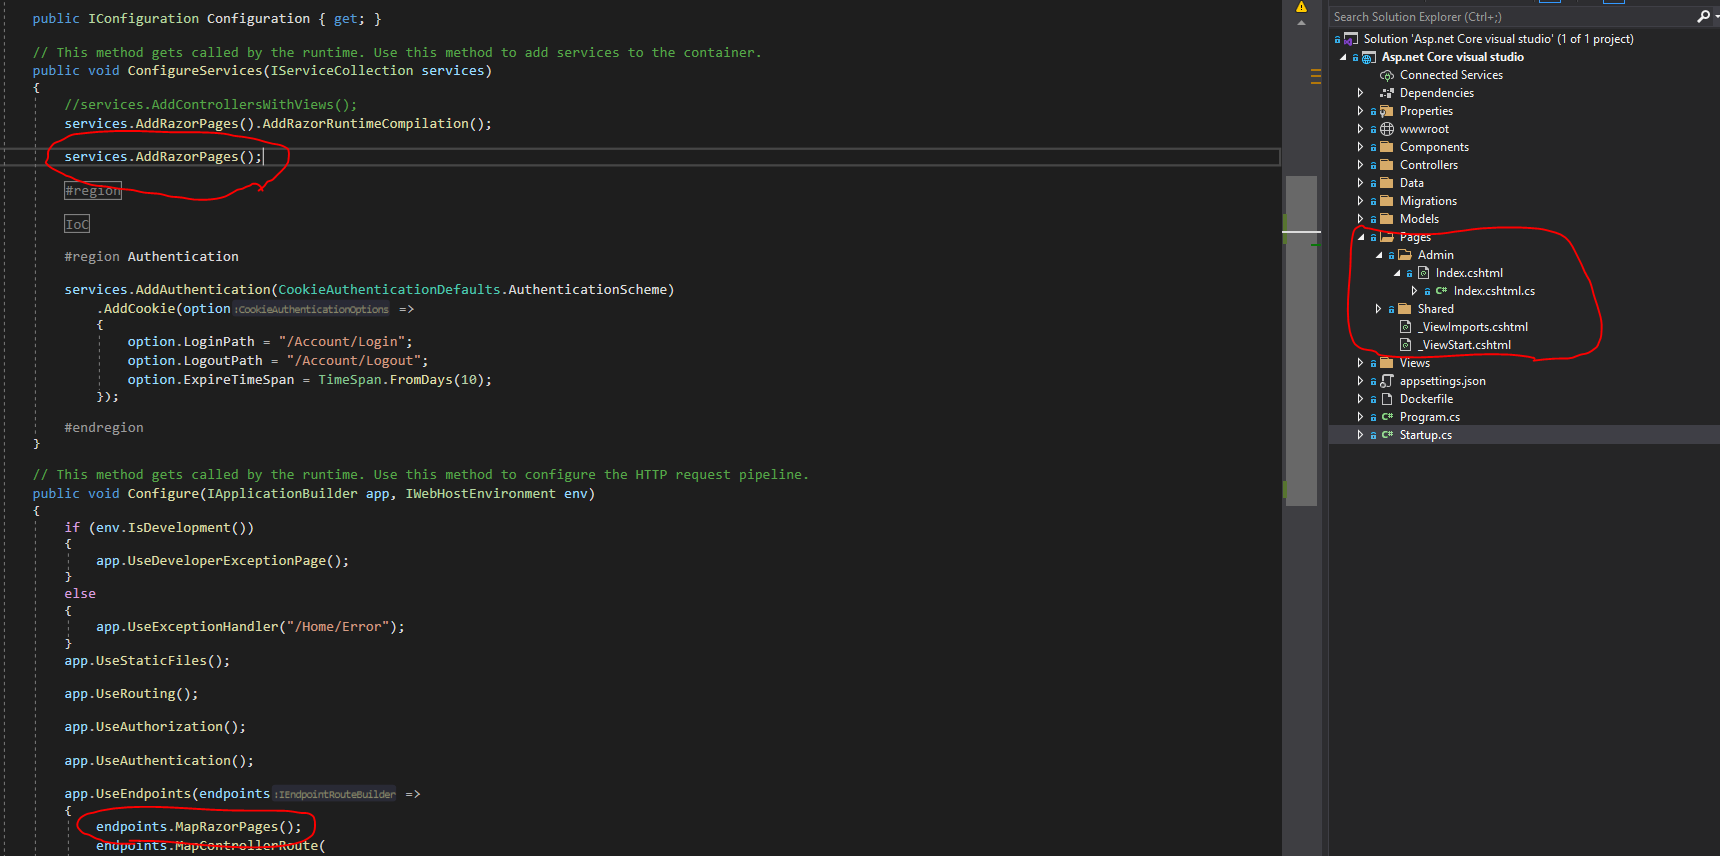 public IConfiguration Configuration { get; }
// This method gets called by the runtime. Use this method to add services to the container.
public void ConfigureServices(IServiceCollection services)
{
//services.AddControllersWithViews();
services.AddRazorPages().AddRazorRuntimeCompilation();
services.AddRazorPages();
#region
IoC
#region Authentication
services.AddAuthentication(CookieAuthenticationDefaults.AuthenticationScheme)
.AddCookie(option :CookieAuthenticationOptions =>
{
option.LoginPath = "/Account/Login";
option.LogoutPath = "/Account/Logout";
option.ExpireTimeSpan = TimeSpan.FromDays(10);
});
#endregion
}
// This method gets called by the runtime. Use this method to configure the HTTP request pipeline.
public void Configure(IApplicationBuilder app, IWebHostEnvironment env)
{
if (env.IsDevelopment())
{
app.UseDeveloperExceptionPage();
}
else
{
app.UseExceptionHandler("/Home/Error");
}
app.UseStaticFiles();
app.UseRouting();
app.UseAuthorization();
app.UseAuthentication();
app.UseEndpoints(endpoints :IEndpointRouteBuilder =>
{
endpoints.MapRazorPages();
endpoints.MapControllerRoute(
Search Solution Explorer (Ctrl+;)
Solution 'Asp.net Core visual studio' (1 of 1 project)
Asp.net Core visual studio
Connected Services
Dependencies
Properties
wwwroot
Components
Controllers
Data
Migrations
Models
Pages
Admin
Index.cshtml
C# Index.cshtml.cs
Shared
_ViewImports.cshtml
_ViewStart.cshtml
Views
appsettings.json
Dockerfile
C# Program.cs
C# Startup.cs